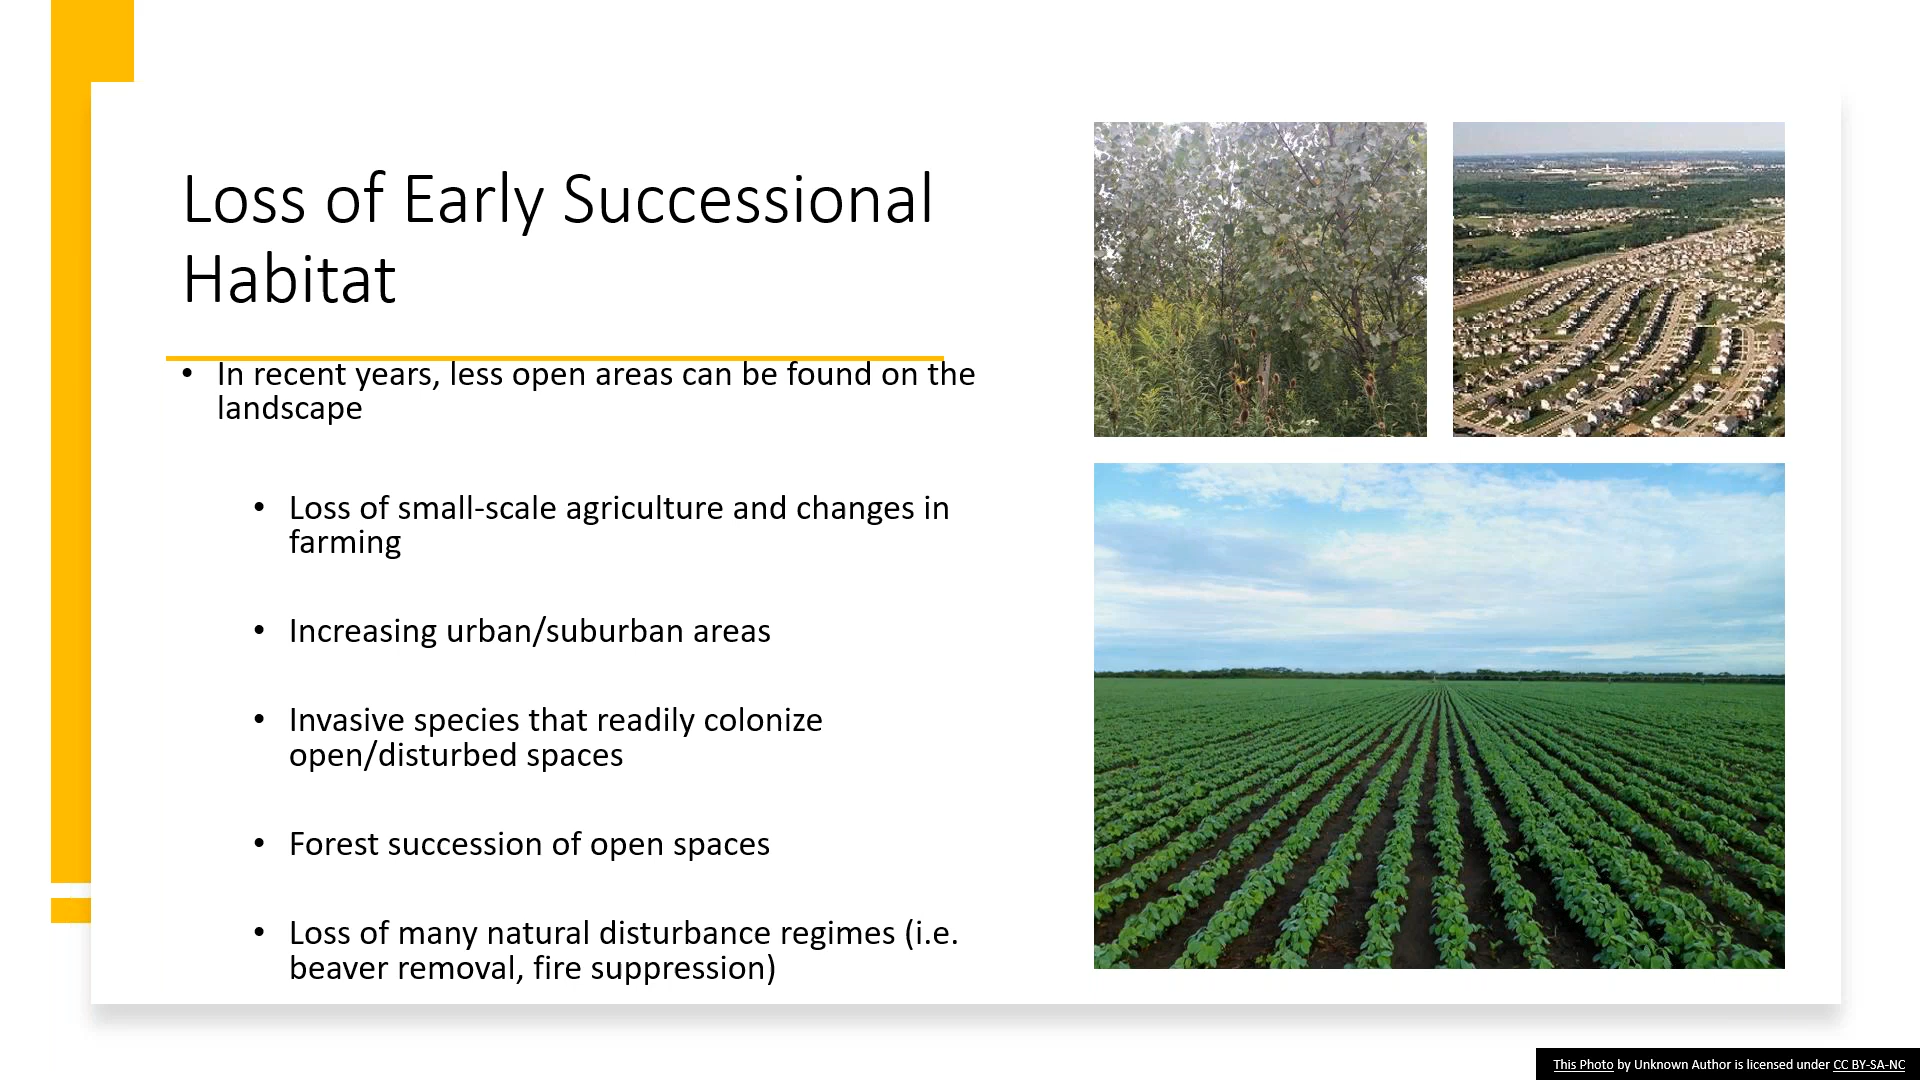 Loss of Early Successional
Habitat
• In recent years, less open areas can be found on the
landscape
• Loss of small-scale agriculture and changes in
farming
• Increasing urban/suburban areas
• Invasive species that readily colonize
open/disturbed spaces
• Forest succession of open spaces
• Loss of many natural disturbance regimes (i.e.
beaver removal, fire suppression)
This Photo by Unknown Author is licensed under CC BY-SA-NC